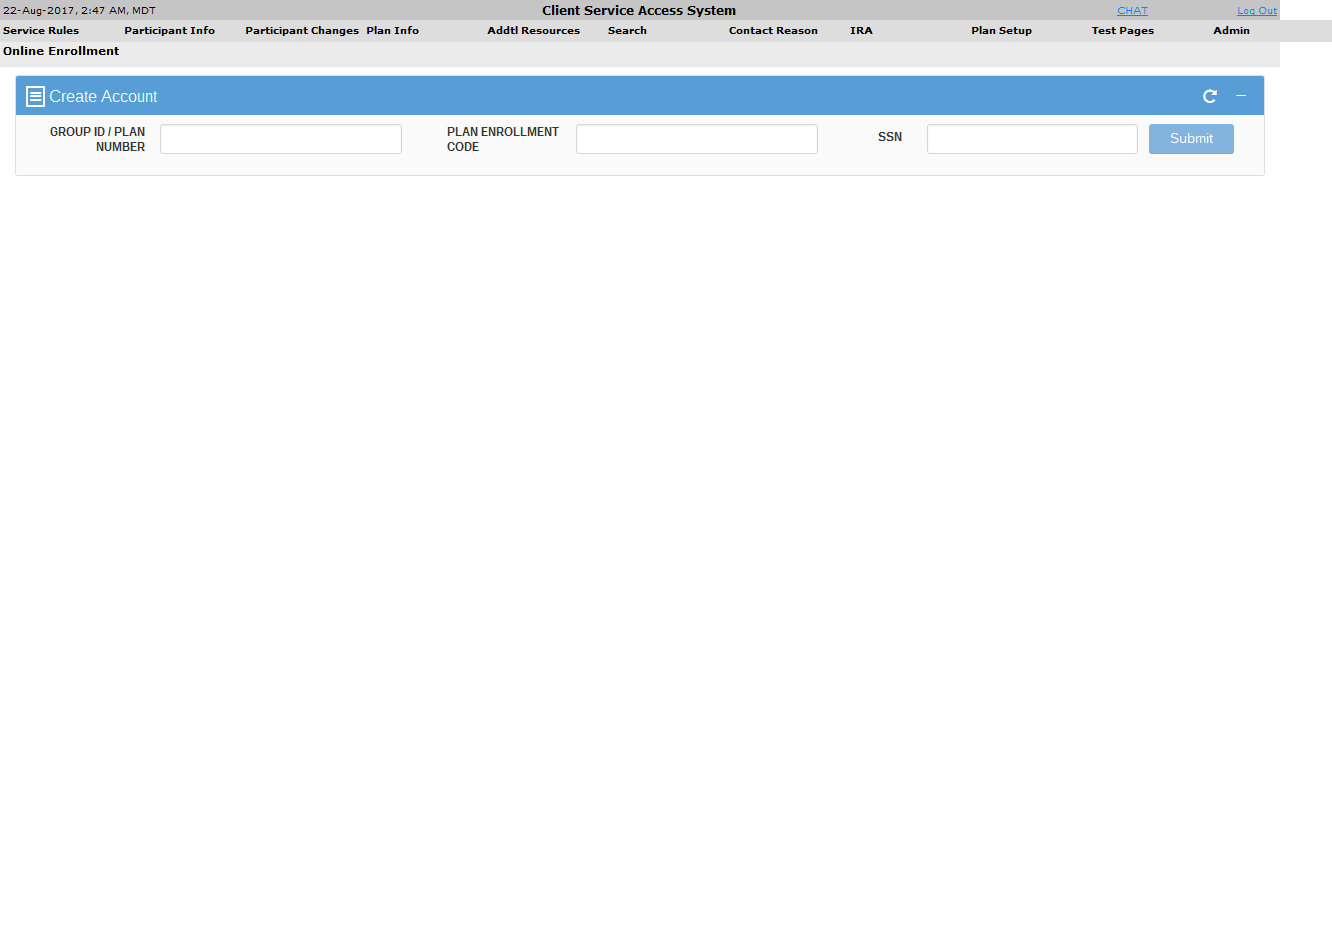 22-Aug-2017, 2:47 AM, MDT Client Service Access System CHAT Log Out
Service Rules Participant Info Participant Changes Plan Info Addtl Resources Search Contact Reason IRA Plan Setup Test Pages Admin
Online Enrollment
Create Account
GROUP ID / PLAN NUMBER
PLAN ENROLLMENT CODE
SSN
Submit